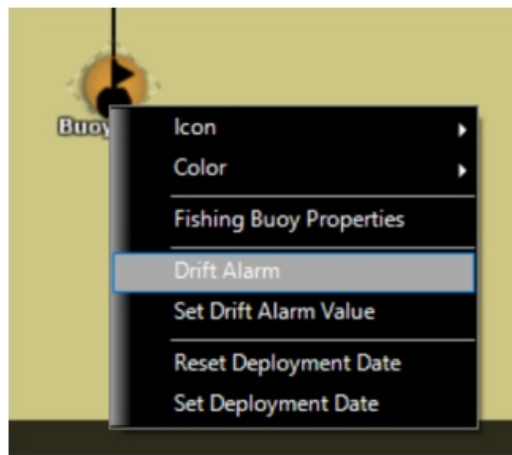 Buoy
Icon
Color
Fishing Buoy Properties
Drift Alarm
Set Drift Alarm Value
Reset Deployment Date
Set Deployment Date